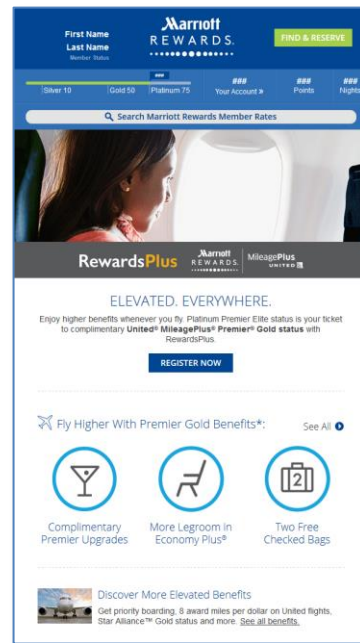 First Name
Last Name
Member Status
Marriott
REWARDS.
FIND & RESERVE
###
Silver 10
Gold 50
Platinum 75
###
Your Account »
###
Points
###
Nights
Search Marriott Rewards Member Rates
RewardsPlus
Marriott
REWARDS.
MileagePlus
UNITED
ELEVATED. EVERYWHERE.
Enjoy higher benefits whenever you fly. Platinum Premier Elite status is your ticket
to complimentary United® MileagePlus® Premier® Gold status with
RewardsPlus.
REGISTER NOW
Fly Higher With Premier Gold Benefits*:
See All
2
Complimentary
Premier Upgrades
More Legroom in
Economy Plus®
Two Free
Checked Bags
Discover More Elevated Benefits
Get priority boarding, 8 award miles per dollar on United flights,
Star Alliance™ Gold status and more. See all benefits.